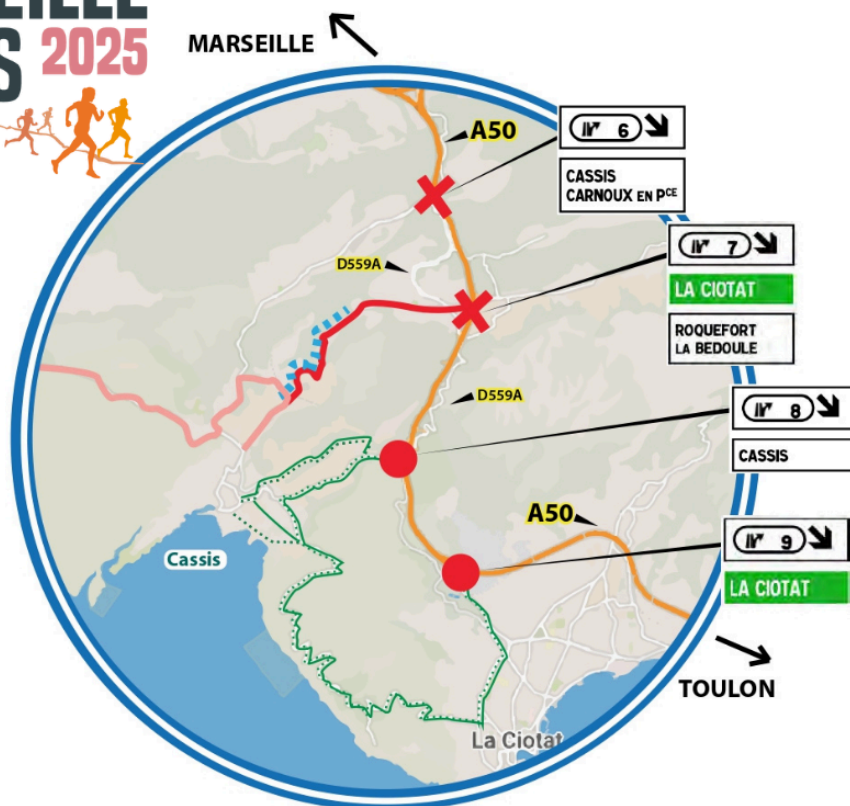 2025
MARSEILLE
A50
6
CASSIS
CARNOUX EN PCE
7
LA CIOTAT
ROQUEFORT
LA BEDOULE
D559A
D559A
8
CASSIS
A50
9
LA CIOTAT
Cassis
TOULON
La Ciotat